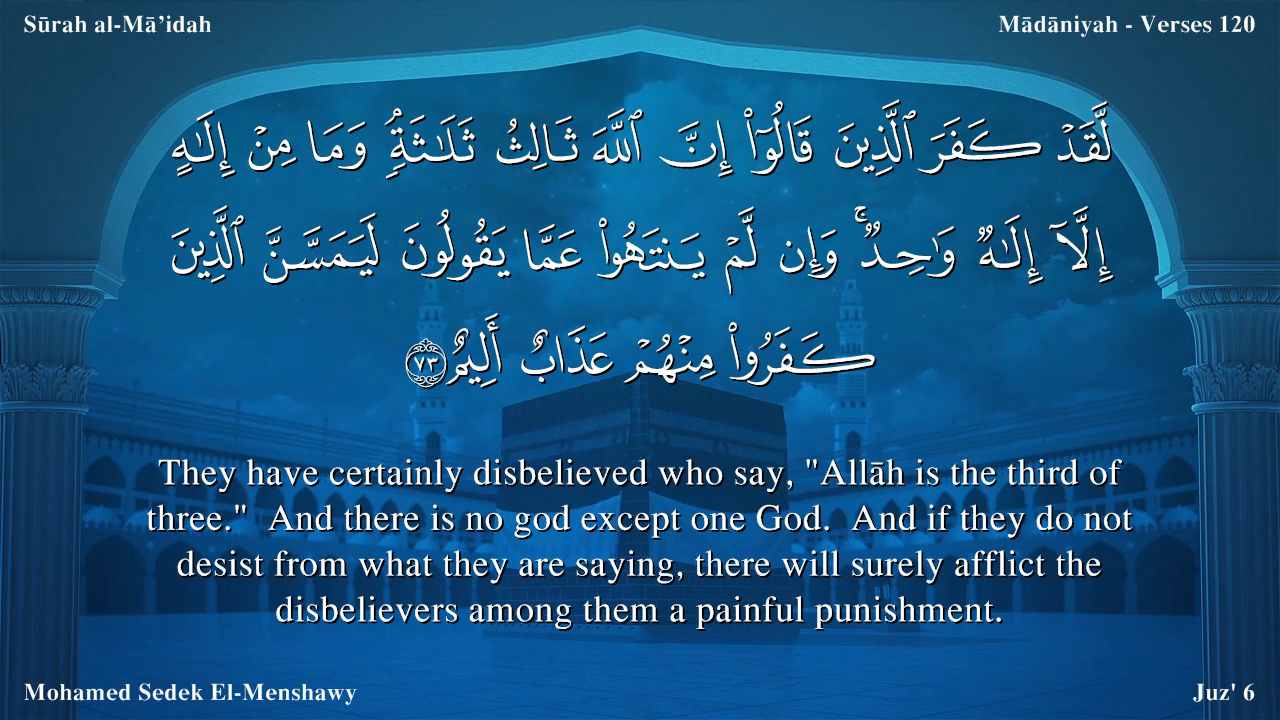 Sūrah al-Mā’idah
Mādāniyah - Verses 120
لَّقَدۡ كَفَرَ ٱلَّذِينَ قَالُوٓاْ إِنَّ ٱللَّهَ ثَالِثُ ثَلَٰثَةٖۘ وَمَا مِنۡ إِلَٰهٍ
إِلَّآ إِلَٰهٞ وَٰحِدٞۚ وَإِن لَّمۡ يَنتَهُواْ عَمَّا يَقُولُونَ لَيَمَسَّنَّ ٱلَّذِينَ
كَفَرُواْ مِنۡهُمۡ عَذَابٌ أَلِيمٌ ٧٣
They have certainly disbelieved who say, "Allāh is the third of
three."  And there is no god except one God.  And if they do not
desist from what they are saying, there will surely afflict the
disbelievers among them a painful punishment.
Mohamed Sedek El-Menshawy
Juz' 6